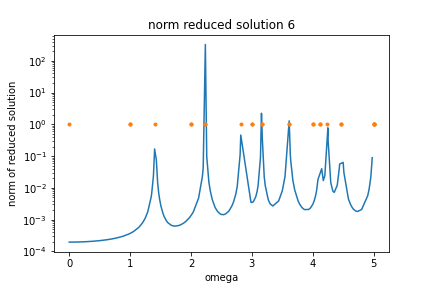 norm reduced solution 6
norm of reduced solution
10²
10¹
10⁰
10⁻¹
10⁻²
10⁻³
10⁻⁴
0 1 2 3 4 5
omega